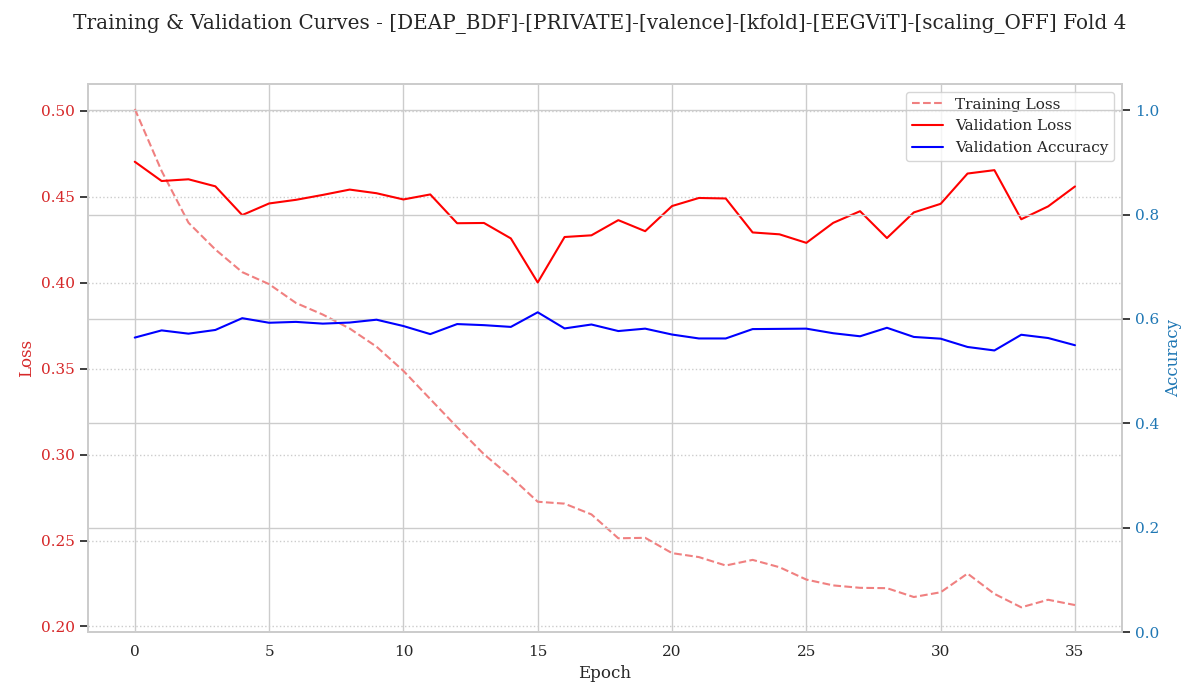 Training & Validation Curves - [DEAP_BDF]-[PRIVATE]-[valence]-[kfold]-[EEGViT]-[scaling_OFF] Fold 4
Training Loss
Validation Loss
Validation Accuracy
0.50
0.45
0.40
0.35
0.30
0.25
0.20
Loss
1.0
0.8
0.6
0.4
0.2
0.0
Accuracy
0 5 10 15 20 25 30 35
Epoch